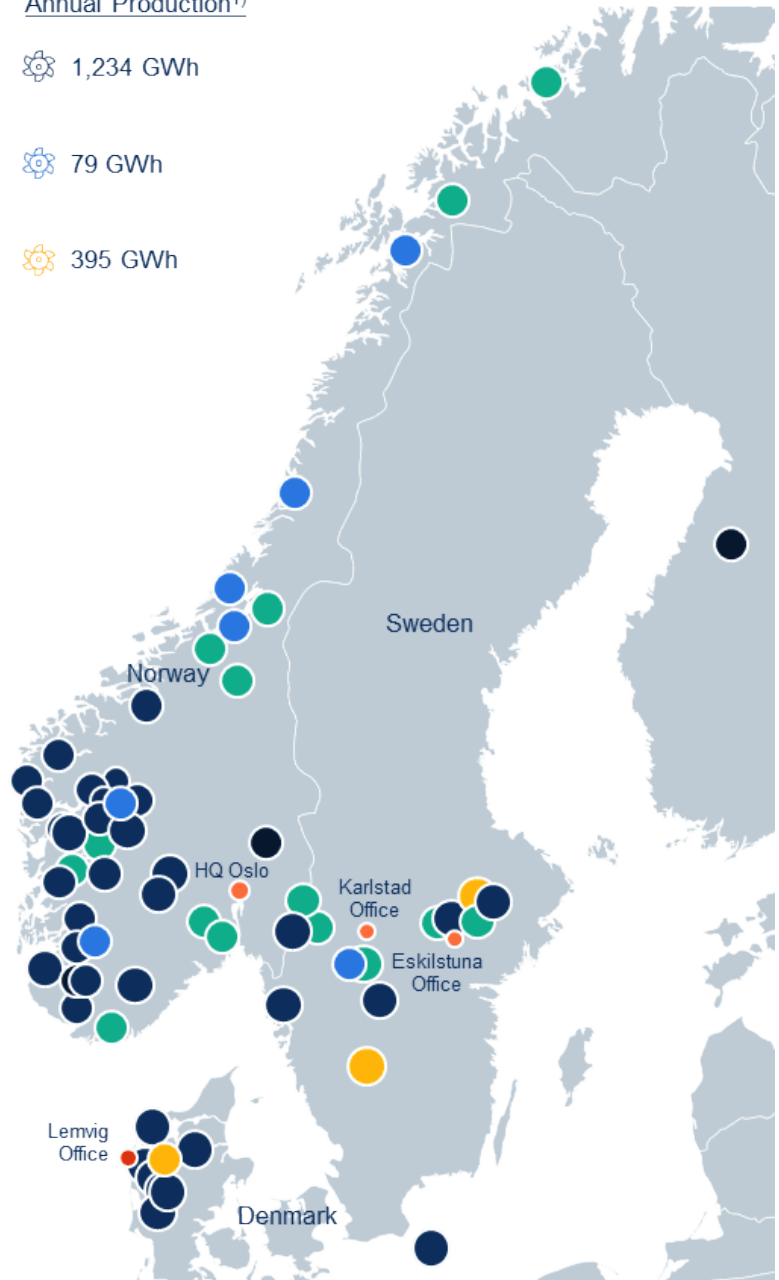 Annual Production¹⁾
1,234 GWh
79 GWh
395 GWh
Sweden
Norway
HQ Oslo
Karlstad
Office
Eskilstuna
Office
Lemvig
Office
Denmark